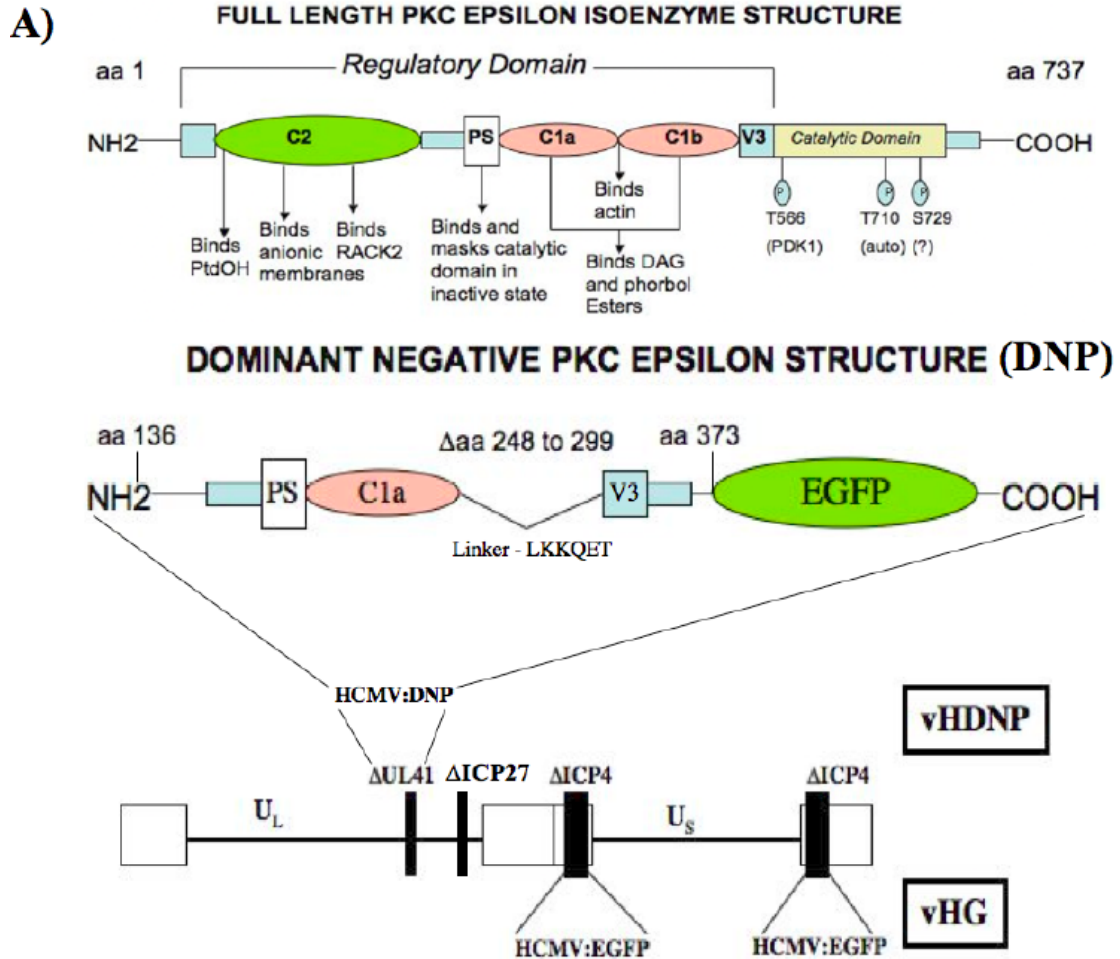 A)
FULL LENGTH PKC EPSILON ISOENZYME STRUCTURE
Regulatory Domain
aa 1
aa 737
NH2
C2
PS
C1a
C1b
V3
Catalytic Domain
COOH
P
P
P
Binds
PtdOH
Binds
anionic
membranes
Binds
RACK2
Binds and
masks catalytic
domain in
inactive state
Binds
actin
Binds DAG
and phorbol
Esters
T566
(PDK1)
T710
(auto)
S729
(?)
DOMINANT NEGATIVE PKC EPSILON STRUCTURE (DNP)
aa 136
Δaa 248 to 299
aa 373
NH2
PS
C1a
V3
EGFP
COOH
Linker - LKKQET
HCMV:DNP
vHDNP
ΔUL41
ΔICP27
ΔICP4
ΔICP4
UL
US
vHG
HCMV:EGFP
HCMV:EGFP